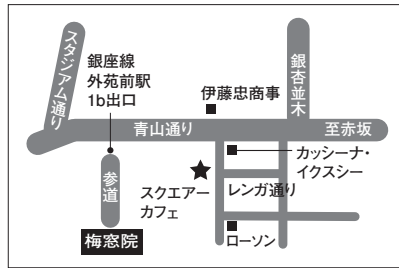 スタジアム通り
銀座線
外苑前駅
1b出口
伊藤忠商事
銀杏並木
青山通り
至赤坂
参道
スクエアー
カフェ
カッシーナ・
イクスシー
レンガ通り
梅窓院
ローソン